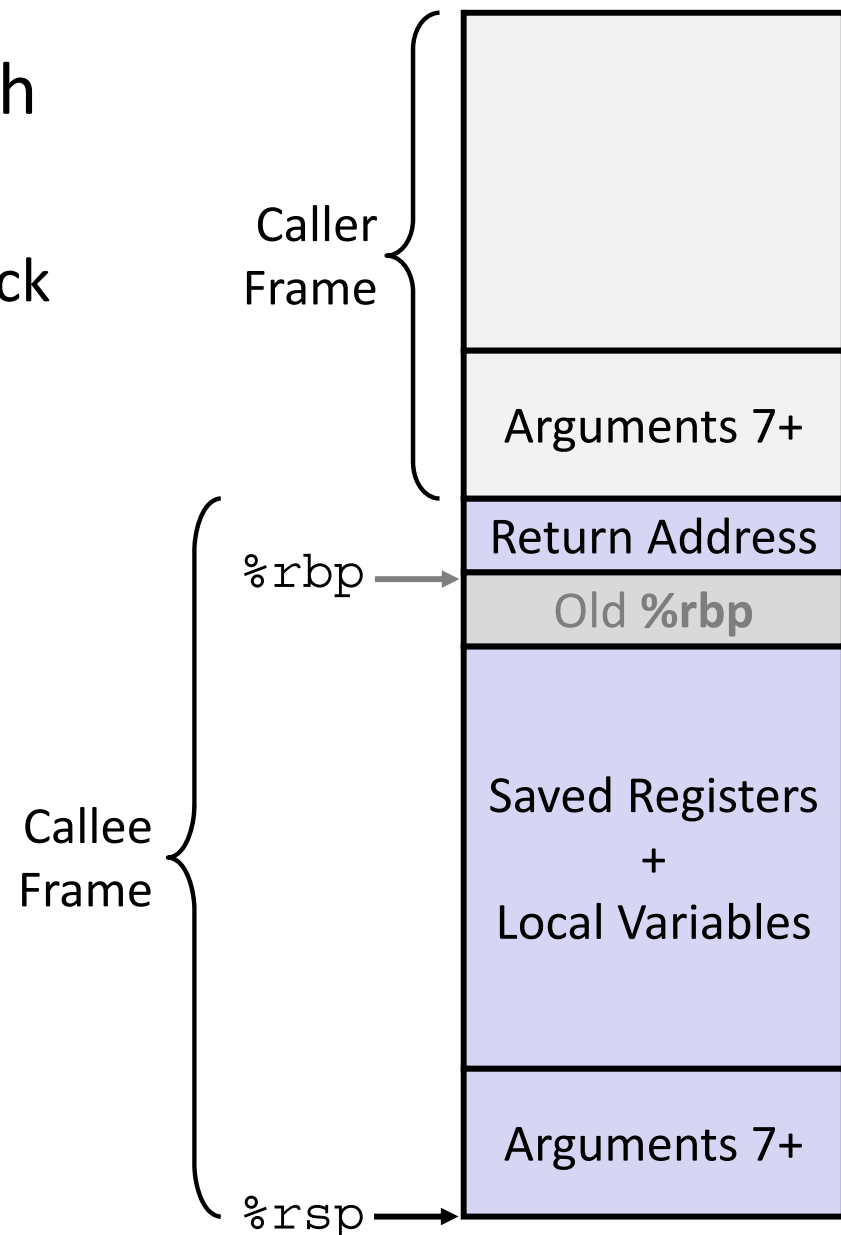 h
ck
Caller
Frame
Arguments 7+
Return Address
%rbp
Old %rbp
Saved Registers
+
Local Variables
Callee
Frame
Arguments 7+
%rsp